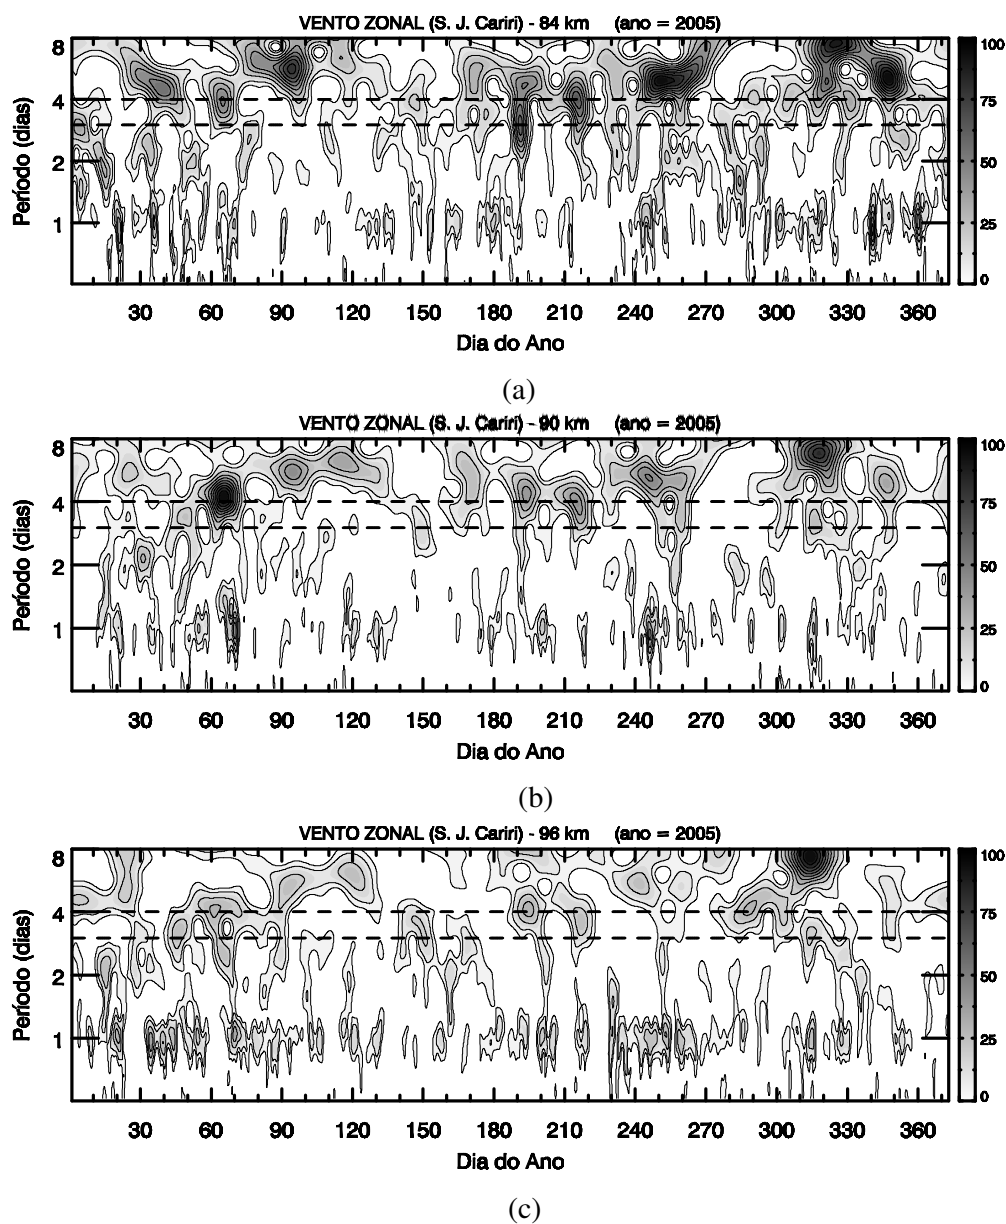 VENTO ZONAL (S. J. Cariri) - 84 km (ano = 2005)
8
4
2
1
Período (dias)
100
75
50
25
0
30 60 90 120 150 180 210 240 270 300 330 360
Dia do Ano
(a)
VENTO ZONAL (S. J. Cariri) - 90 km (ano = 2005)
8
4
2
1
Período (dias)
100
75
50
25
0
30 60 90 120 150 180 210 240 270 300 330 360
Dia do Ano
(b)
VENTO ZONAL (S. J. Cariri) - 96 km (ano = 2005)
8
4
2
1
Período (dias)
100
75
50
25
0
30 60 90 120 150 180 210 240 270 300 330 360
Dia do Ano
(c)